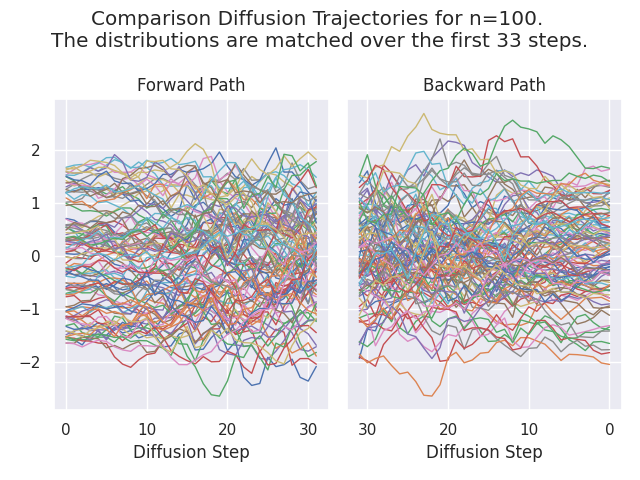 Comparison Diffusion Trajectories for n=100.
The distributions are matched over the first 33 steps.
Forward Path
Backward Path
2
1
0
−1
−2
0 10 20 30
30 20 10 0
Diffusion Step
Diffusion Step